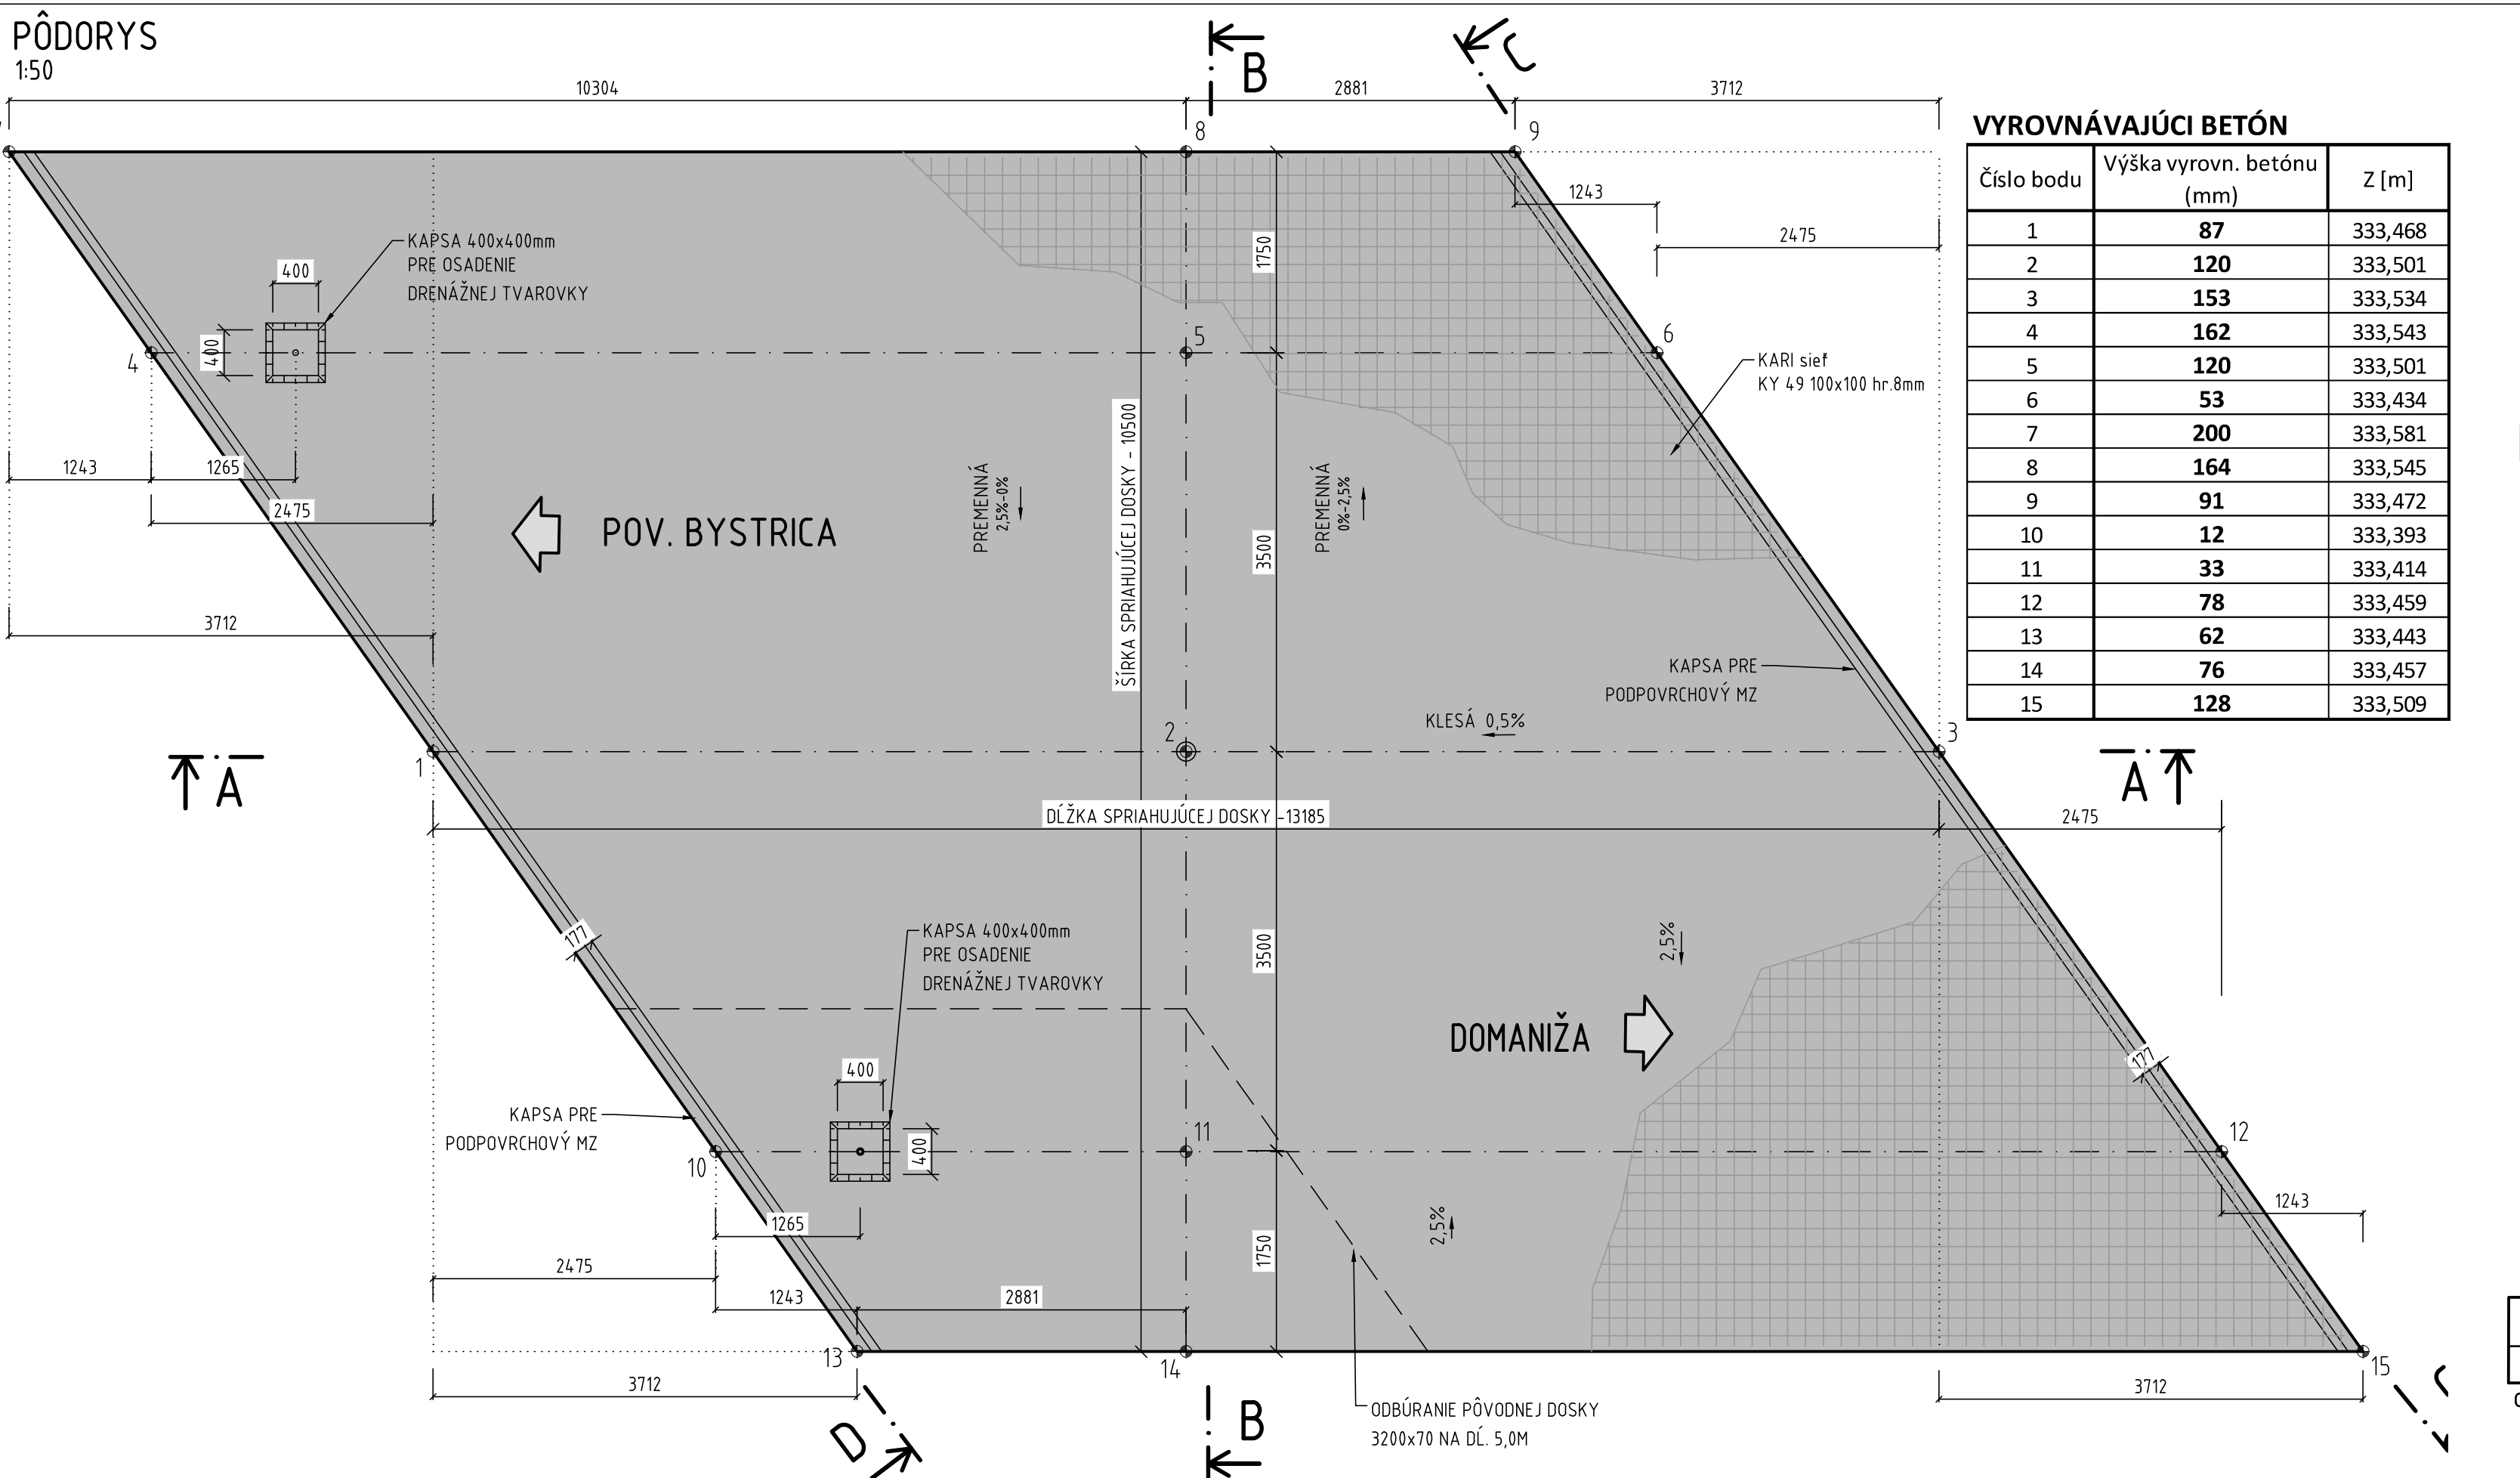 PÔDORYS
1:50
B
C
10304
2881
3712
8
9
1243
2475
1750
KAPSA 400x400mm
PRE OSADENIE
DRENÁŽNEJ TVAROVKY
400
400
4
5
6
KARI sieť
KY 49 100x100 hr.8mm
1243
1265
2475
3712
POV. BYSTRICA
PREMENNÁ
2,5%-0%
ŠÍRKA SPRIAHUJÚCEJ DOSKY - 10500
3500
PREMENNÁ
0%-2,5%
KAPSA PRE
PODPOVRCHOVÝ MZ
KLESÁ 0,5%
1
2
3
A
A
DĹŽKA SPRIAHUJÚCEJ DOSKY -13185
2475
177
KAPSA 400x400mm
PRE OSADENIE
DRENÁŽNEJ TVAROVKY
3500
2,5%
DOMANIŽA
177
400
400
KAPSA PRE
PODPOVRCHOVÝ MZ
10
11
12
1265
2475
1243
2881
1750
2,5%
1243
13
14
15
3712
3712
ODBÚRANIE PÔVODNEJ DOSKY
3200x70 NA DĹ. 5,0M
D
B
VYROVNÁVAJÚCI BETÓN
Číslo bodu Výška vyrovn. betónu (mm) Z [m]
1 87 333,468
2 120 333,501
3 153 333,534
4 162 333,543
5 120 333,501
6 53 333,434
7 200 333,581
8 164 333,545
9 91 333,472
10 12 333,393
11 33 333,414
12 78 333,459
13 62 333,443
14 76 333,457
15 128 333,509